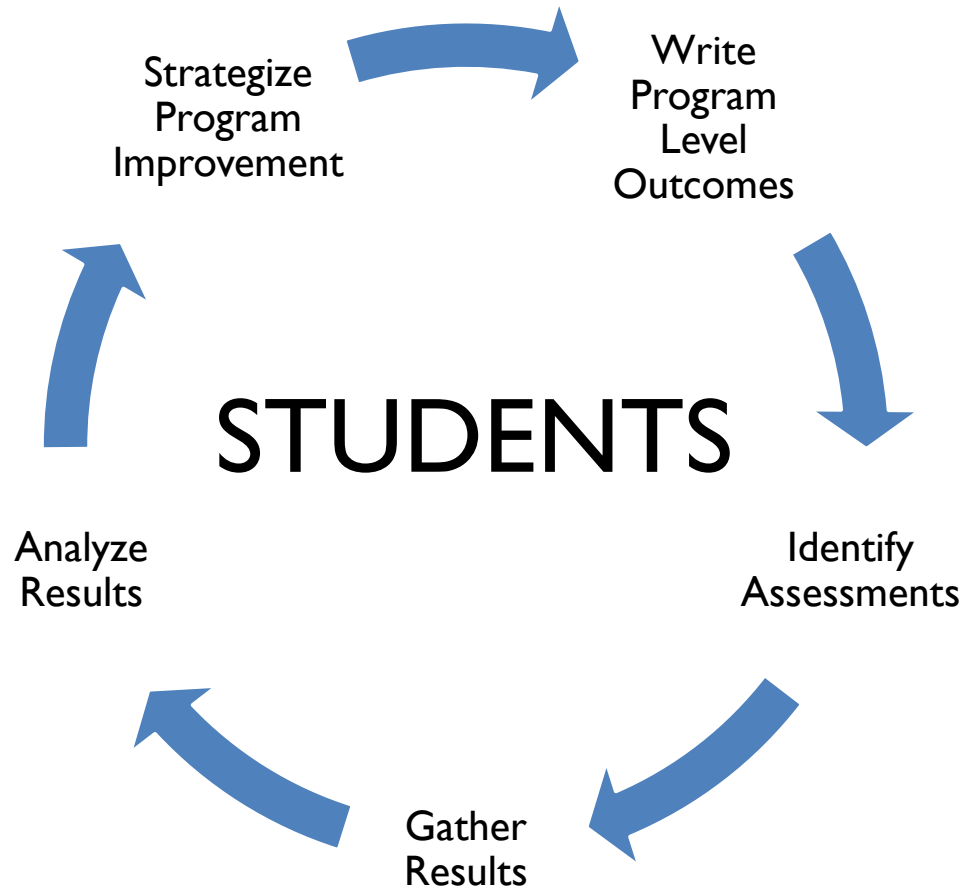 Strategize
Program
Improvement
Write
Program
Level
Outcomes
STUDENTS
Analyze
Results
Identify
Assessments
Gather
Results